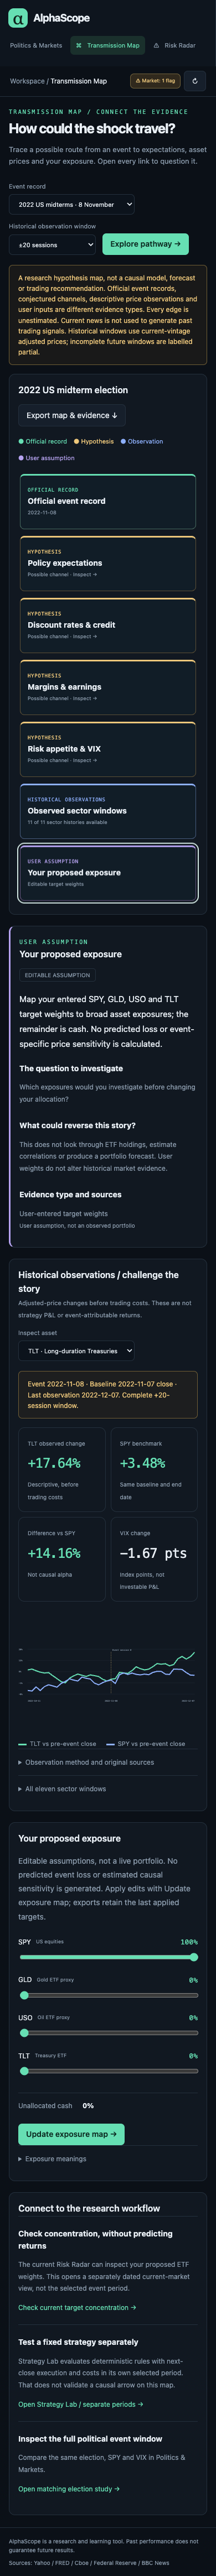 α AlphaScope
Politics & Markets
⌘ Transmission Map
⚠ Risk Radar
Workspace / Transmission Map
⚠ Market: 1 flag
↻
TRANSMISSION MAP / CONNECT THE EVIDENCE
How could the shock travel?
Trace a possible route from an event to expectations, asset
prices and your exposure. Open every link to question it.
Event record
2022 US midterms · 8 November
Historical observation window
±20 sessions
Explore pathway →
A research hypothesis map, not a causal model, forecast
or trading recommendation. Official event records,
conjectured channels, descriptive price observations and
user inputs are different evidence types. Every edge is
unestimated. Current news is not used to generate past
trading signals. Historical windows use current-vintage
adjusted prices; incomplete future windows are labelled
partial.
2022 US midterm election
Export map & evidence ↓
Official record
Hypothesis
Observation
User assumption
OFFICIAL RECORD
Official event record
2022-11-08
HYPOTHESIS
Policy expectations
Possible channel · Inspect →
HYPOTHESIS
Discount rates & credit
Possible channel · Inspect →
HYPOTHESIS
Margins & earnings
Possible channel · Inspect →
HYPOTHESIS
Risk appetite & VIX
Possible channel · Inspect →
HISTORICAL OBSERVATIONS
Observed sector windows
11 of 11 sector histories available
USER ASSUMPTION
Your proposed exposure
Editable target weights
USER ASSUMPTION
Your proposed exposure
EDITABLE ASSUMPTION
Map your entered SPY, GLD, USO and TLT
target weights to broad asset exposures; the
remainder is cash. No predicted loss or event-
specific price sensitivity is calculated.
The question to investigate
Which exposures would you investigate before changing
your allocation?
What could reverse this story?
This does not look through ETF holdings, estimate
correlations or produce a portfolio forecast. User
weights do not alter historical market evidence.
Evidence type and sources
User-entered target weights
User assumption, not an observed portfolio
Historical observations / challenge the
story
Adjusted-price changes before trading costs. These are not
strategy P&L or event-attributable returns.
Inspect asset
TLT · Long-duration Treasuries
Event 2022-11-08 · Baseline 2022-11-07 close ·
Last observation 2022-12-07. Complete +20-
session window.
TLT observed change
+17.64%
Descriptive, before
trading costs
SPY benchmark
+3.48%
Same baseline and end
date
Difference vs SPY
+14.16%
Not causal alpha
VIX change
−1.67 pts
Index points, not
investable P&L
TLT vs pre-event close
SPY vs pre-event close
▶ Observation method and original sources
▶ All eleven sector windows
Your proposed exposure
Editable assumptions, not a live portfolio. No
predicted event loss or estimated causal
sensitivity is generated. Apply edits with Update
exposure map; exports retain the last applied
targets.
SPY US equities 100%
GLD Gold ETF proxy 0%
USO Oil ETF proxy 0%
TLT Treasury ETF 0%
Unallocated cash 0%
Update exposure map →
▶ Exposure meanings
Connect to the research workflow
Check concentration, without predicting
returns
The current Risk Radar can inspect your proposed ETF
weights. This opens a separately dated current-market
view, not the selected event period.
Check current target concentration →
Test a fixed strategy separately
Strategy Lab evaluates deterministic rules with next-
close execution and costs in its own selected period.
That does not validate a causal arrow on this map.
Open Strategy Lab / separate periods →
Inspect the full political event window
Compare the same election, SPY and VIX in Politics &
Markets.
Open matching election study →
AlphaScope is a research and learning tool. Past performance does not
guarantee future results.
Sources: Yahoo / FRED / Cboe / Federal Reserve / BBC News